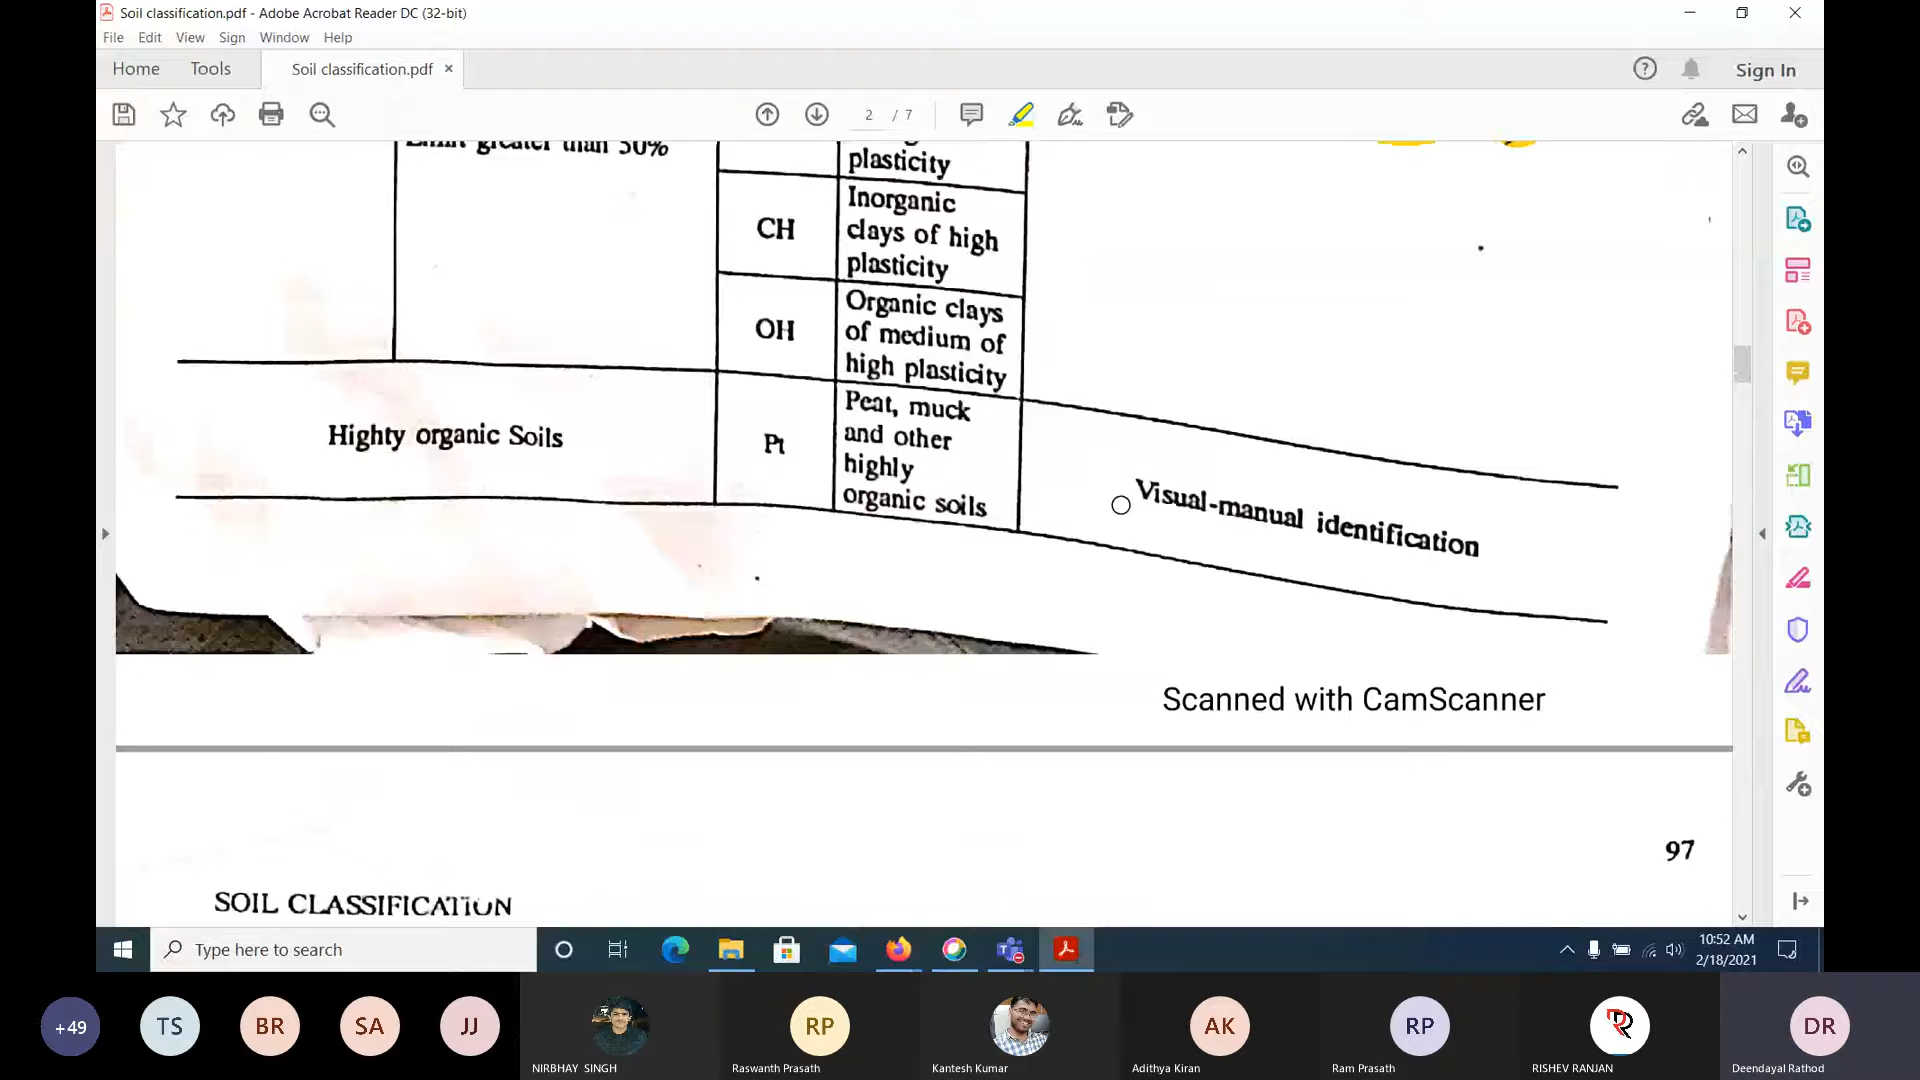 Soil classification.pdf - Adobe Acrobat Reader DC (32-bit)
File Edit View Sign Window Help
Home Tools Soil classification.pdf × Sign In
2 / 7
greater than 50%
plasticity
CH
Inorganic
clays of high
plasticity
OH
Organic clays
of medium of
high plasticity
Highty organic Soils
Pt
Peat, muck
and other
highly
organic soils
Visual-manual identification
Scanned with CamScanner
97
SOIL CLASSIFICATION
Type here to search
10:52 AM
2/18/2021
+49 TS BR SA JJ RP AK RP DR
NIRBHAY SINGH Raswanth Prasath Kantesh Kumar Adithya Kiran Ram Prasath RISHEV RANJAN Deendayal Rathod